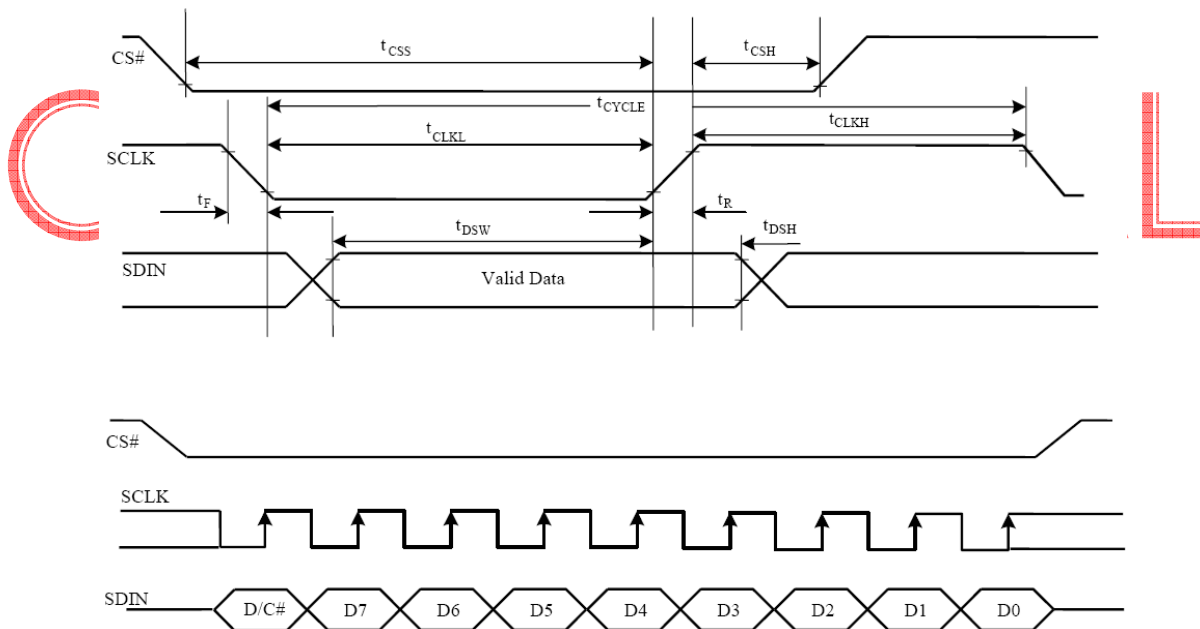 CS#
tCSS
tCSH
tCYCLE
tCLKL
tCLKH
SCLK
tF
tR
tDSW
tDSH
SDIN
Valid Data
CS#
SCLK
SDIN
D/C# D7 D6 D5 D4 D3 D2 D1 D0